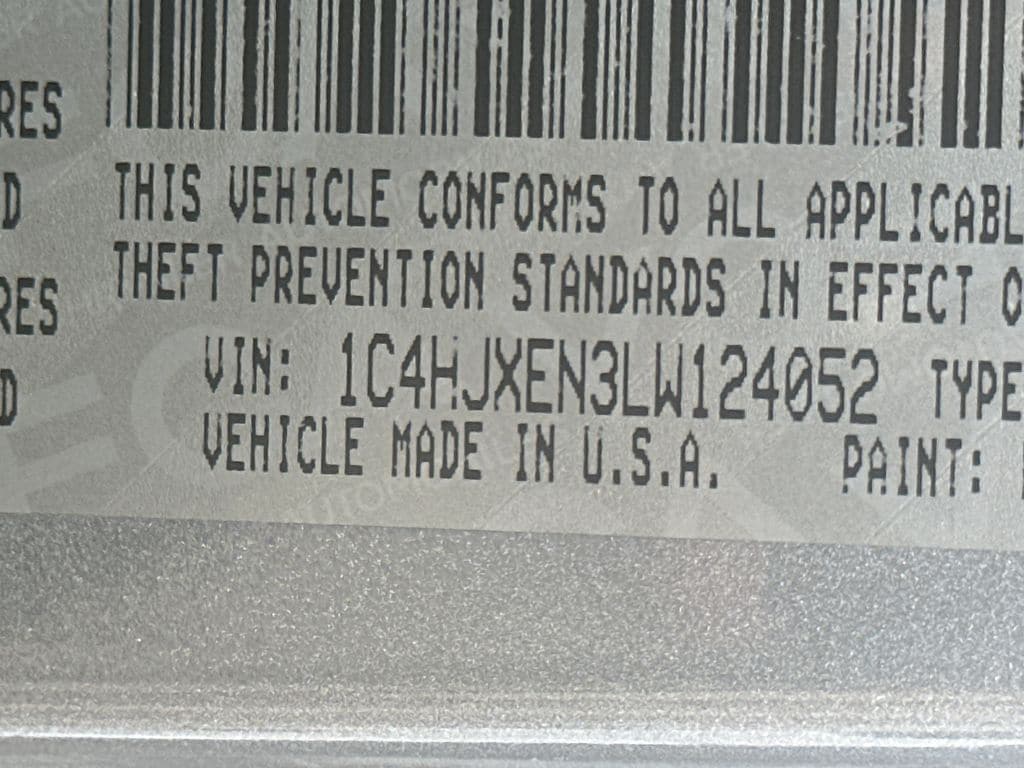 RES
THIS VEHICLE CONFORMS TO ALL APPLICABL
D
THEFT PREVENTION STANDARDS IN EFFECT O
RES
VIN: 1C4HJXEN3LW124052 TYPE
D
VEHICLE MADE IN U.S.A. PAINT: